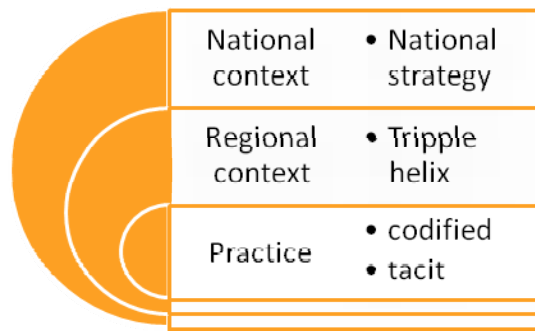 National
context
• National
strategy
Regional
context
• Tripple
helix
Practice
• codified
• tacit